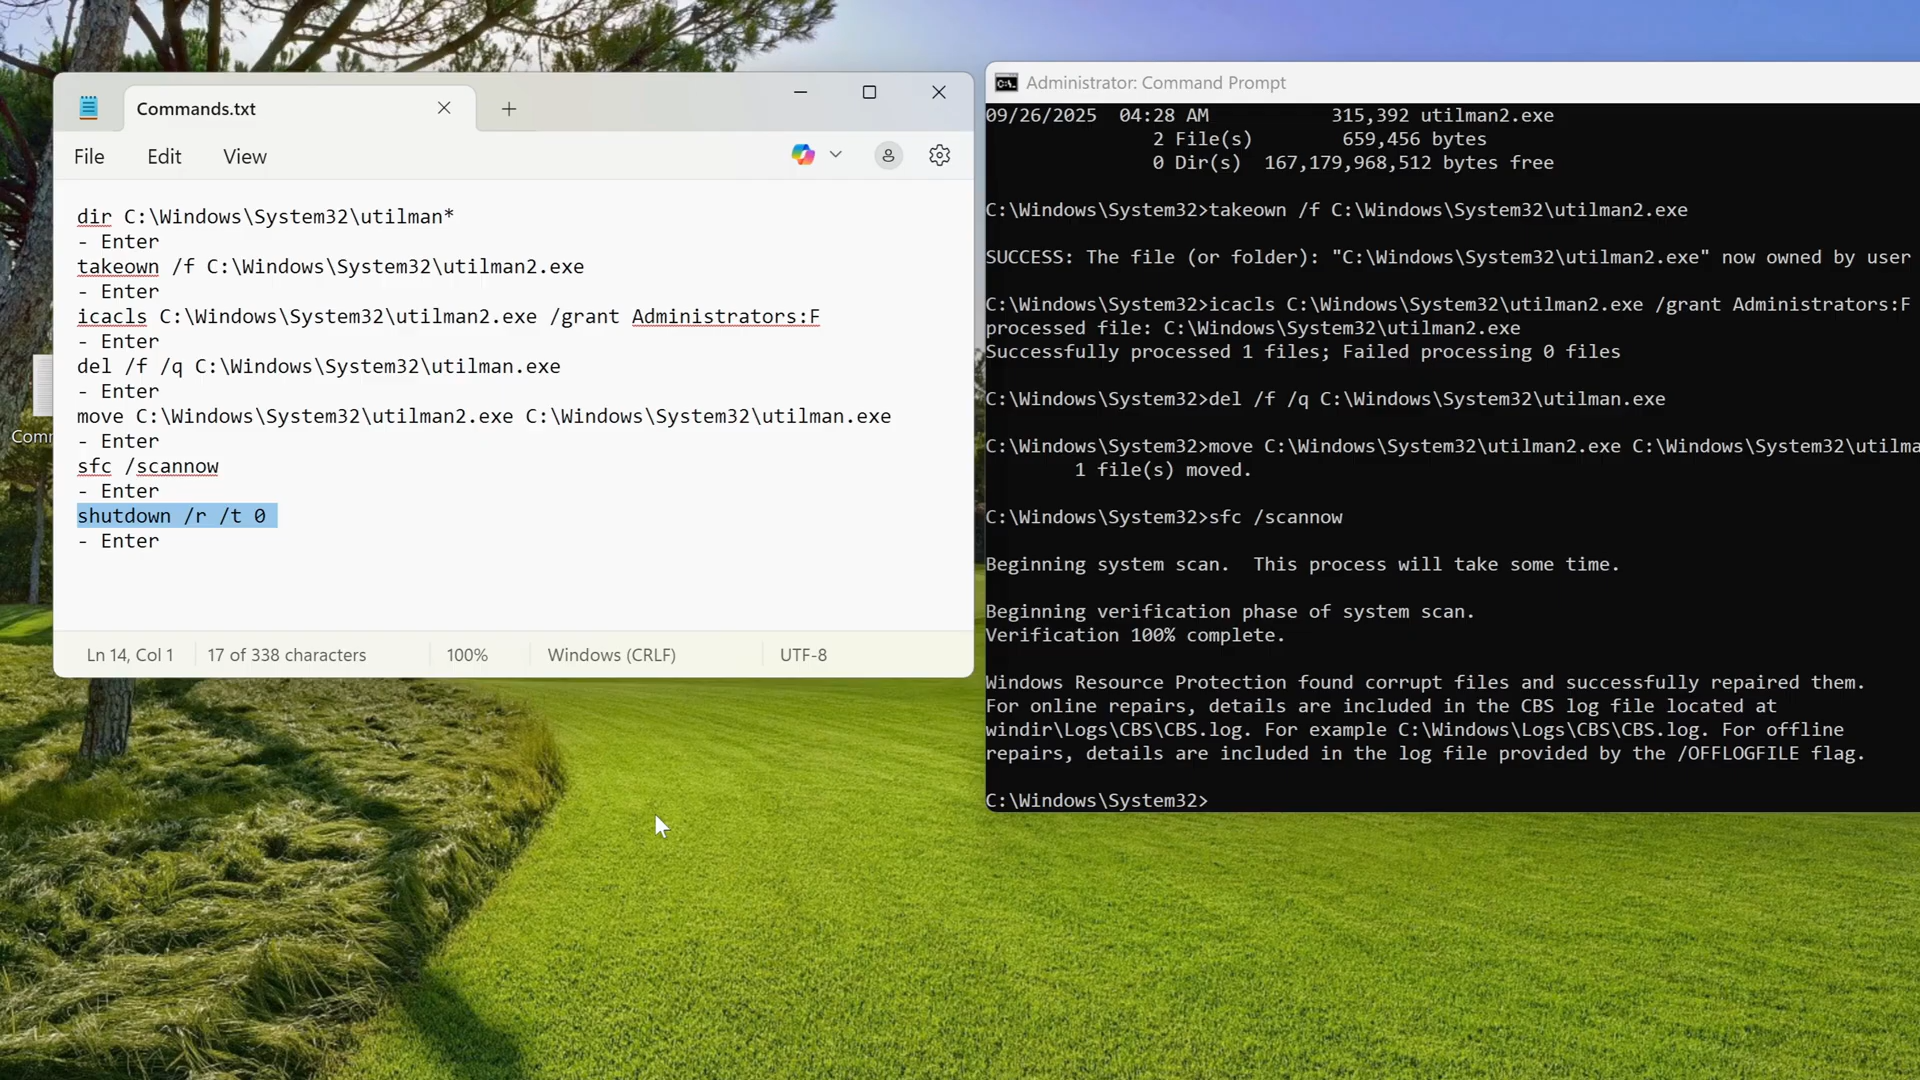 Commands.txt
File
Edit
View
dir C:\Windows\System32\utilman*
- Enter
takeown /f C:\Windows\System32\utilman2.exe
- Enter
icacls C:\Windows\System32\utilman2.exe /grant Administrators:F
- Enter
del /f /q C:\Windows\System32\utilman.exe
- Enter
move C:\Windows\System32\utilman2.exe C:\Windows\System32\utilman.exe
- Enter
sfc /scannow
- Enter
shutdown /r /t 0
- Enter
Ln 14, Col 1
17 of 338 characters
100%
Windows (CRLF)
UTF-8
Comm
Administrator: Command Prompt
09/26/2025  04:28 AM           315,392 utilman2.exe
2 File(s)        659,456 bytes
0 Dir(s)  167,179,968,512 bytes free
C:\Windows\System32>takeown /f C:\Windows\System32\utilman2.exe
SUCCESS: The file (or folder): "C:\Windows\System32\utilman2.exe" now owned by user
C:\Windows\System32>icacls C:\Windows\System32\utilman2.exe /grant Administrators:F
processed file: C:\Windows\System32\utilman2.exe
Successfully processed 1 files; Failed processing 0 files
C:\Windows\System32>del /f /q C:\Windows\System32\utilman.exe
C:\Windows\System32>move C:\Windows\System32\utilman2.exe C:\Windows\System32\utilma
1 file(s) moved.
C:\Windows\System32>sfc /scannow
Beginning system scan.  This process will take some time.
Beginning verification phase of system scan.
Verification 100% complete.
Windows Resource Protection found corrupt files and successfully repaired them.
For online repairs, details are included in the CBS log file located at
windir\Logs\CBS\CBS.log. For example C:\Windows\Logs\CBS\CBS.log. For offline
repairs, details are included in the log file provided by the /OFFLOGFILE flag.
C:\Windows\System32>